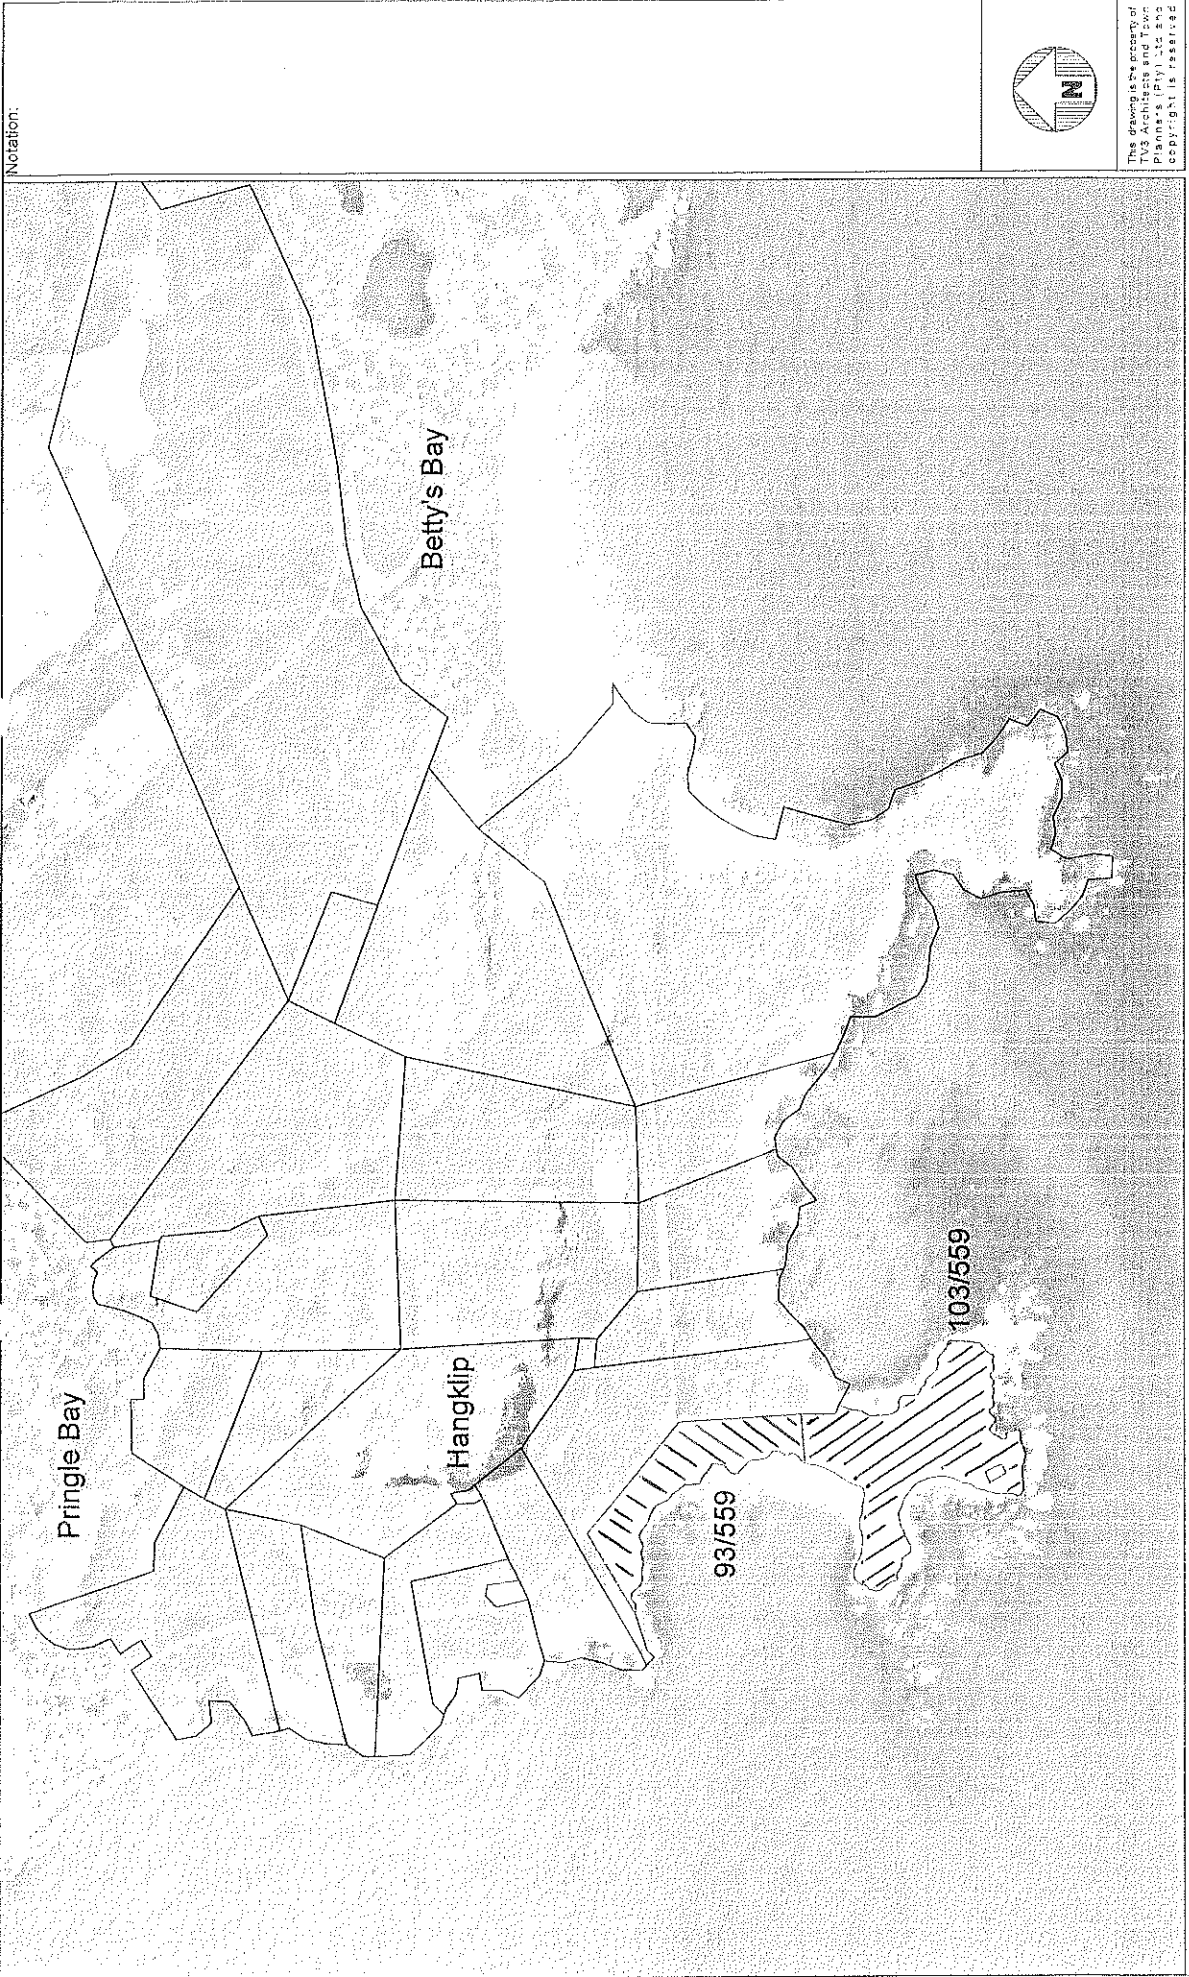 Notation:
N
This drawing is the property of
TV3 Architects and Town
Planners (Pty) Ltd and
copyright is reserved
Pringle Bay
Betty's Bay
Hangklip
93/559
103/559